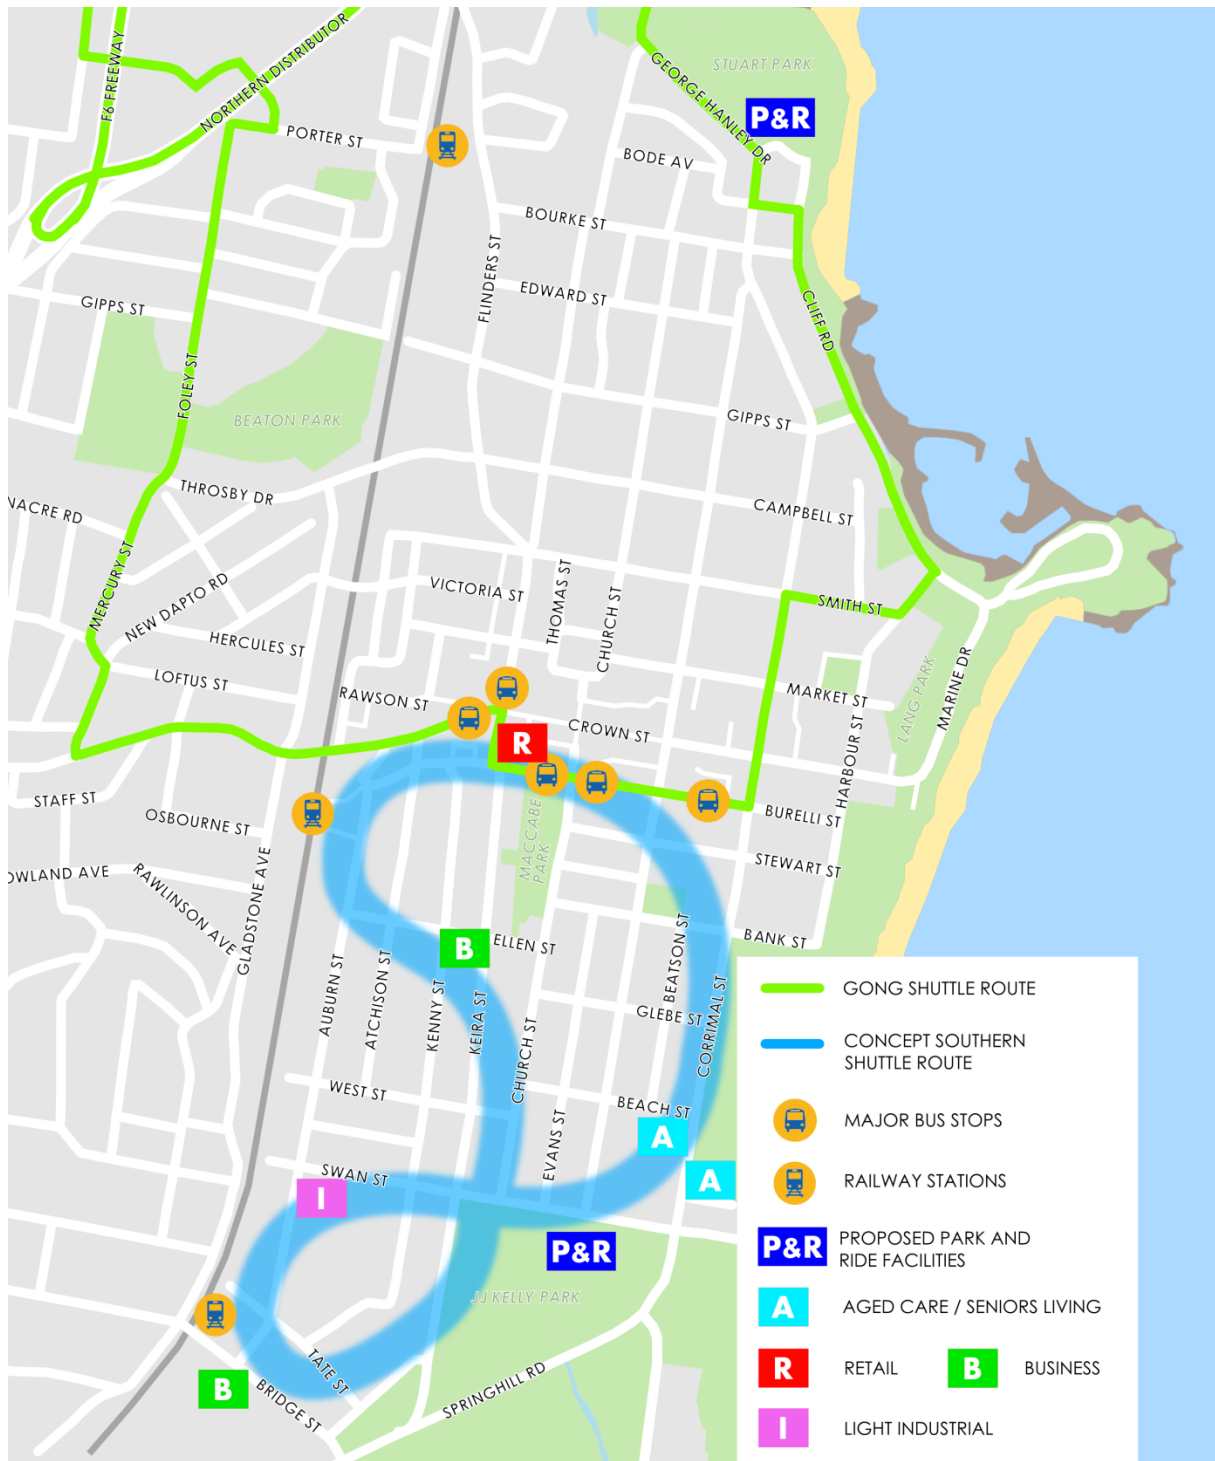 STUART PARK
GEORGE HANLEY DR
P&R
F6 FREEWAY
NORTHERN DISTRIBUTOR
PORTER ST
BODE AV
BOURKE ST
FLINDERS ST
EDWARD ST
CLIFF RD
GIPPS ST
FOLEY ST
BEATON PARK
GIPPS ST
THROSBY DR
CAMPBELL ST
NACRE RD
MERCURY ST
NEW DAPTO RD
VICTORIA ST
THOMAS ST
CHURCH ST
SMITH ST
HERCULES ST
LOFTUS ST
RAWSON ST
MARKET ST
LANG PARK
MARINE DR
CROWN ST
R
HARBOUR ST
STAFF ST
OSBOURNE ST
BURELLI ST
MACCABE
PARK
STEWART ST
OWLAND AVE
RAWLINSON AVE
GLADSTONE AVE
B
ELLEN ST
BANK ST
BEATSON ST
AUBURN ST
ATCHISON ST
KENNY ST
KEIRA ST
CHURCH ST
GLEBE ST
CORRIMAL ST
WEST ST
BEACH ST
EVANS ST
A
A
SWAN ST
I
P&R
JJ KELLY PARK
TATE ST
B
BRIDGE ST
SPRINGHILL RD
GONG SHUTTLE ROUTE
CONCEPT SOUTHERN
SHUTTLE ROUTE
MAJOR BUS STOPS
RAILWAY STATIONS
P&R PROPOSED PARK AND
RIDE FACILITIES
A AGED CARE / SENIORS LIVING
R RETAIL B BUSINESS
I LIGHT INDUSTRIAL